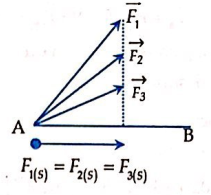 F₁
F₂
F₃
A B
F₁₍ₛ₎ = F₂₍ₛ₎ = F₃₍ₛ₎